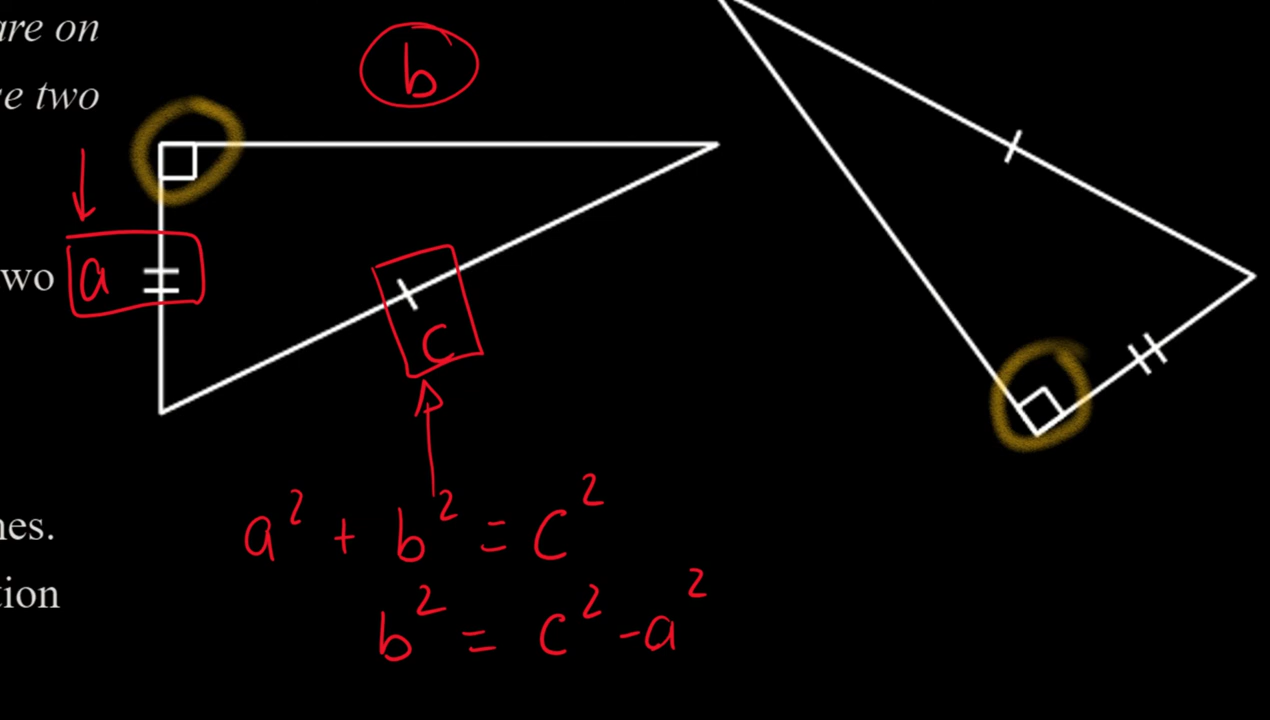 are on
e two
b
wo
a
c
nes.
tion
a² + b² = c²
b² = c² - a²